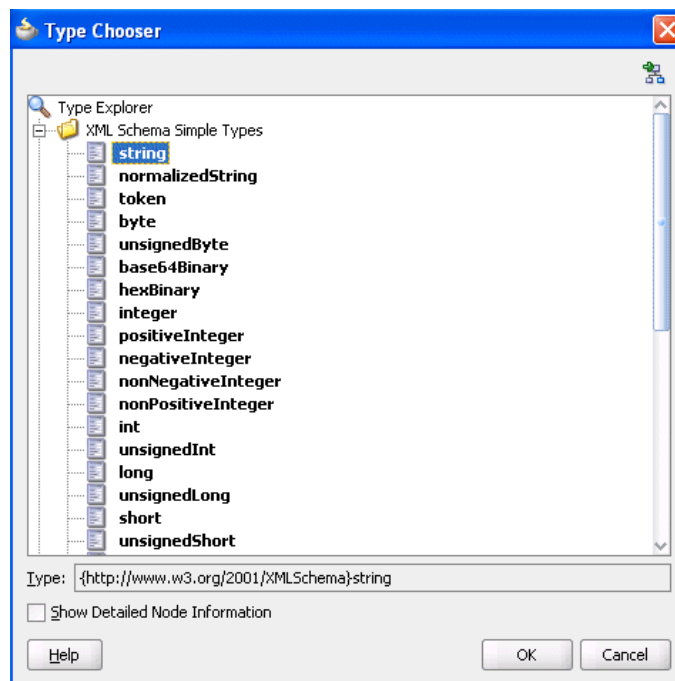 Type Chooser
Type Explorer
XML Schema Simple Types
string
normalizedString
token
byte
unsignedByte
base64Binary
hexBinary
integer
positiveInteger
negativeInteger
nonNegativeInteger
nonPositiveInteger
int
unsignedInt
long
unsignedLong
short
unsignedShort
Type: {http://www.w3.org/2001/XMLSchema}string
Show Detailed Node Information
Help OK Cancel